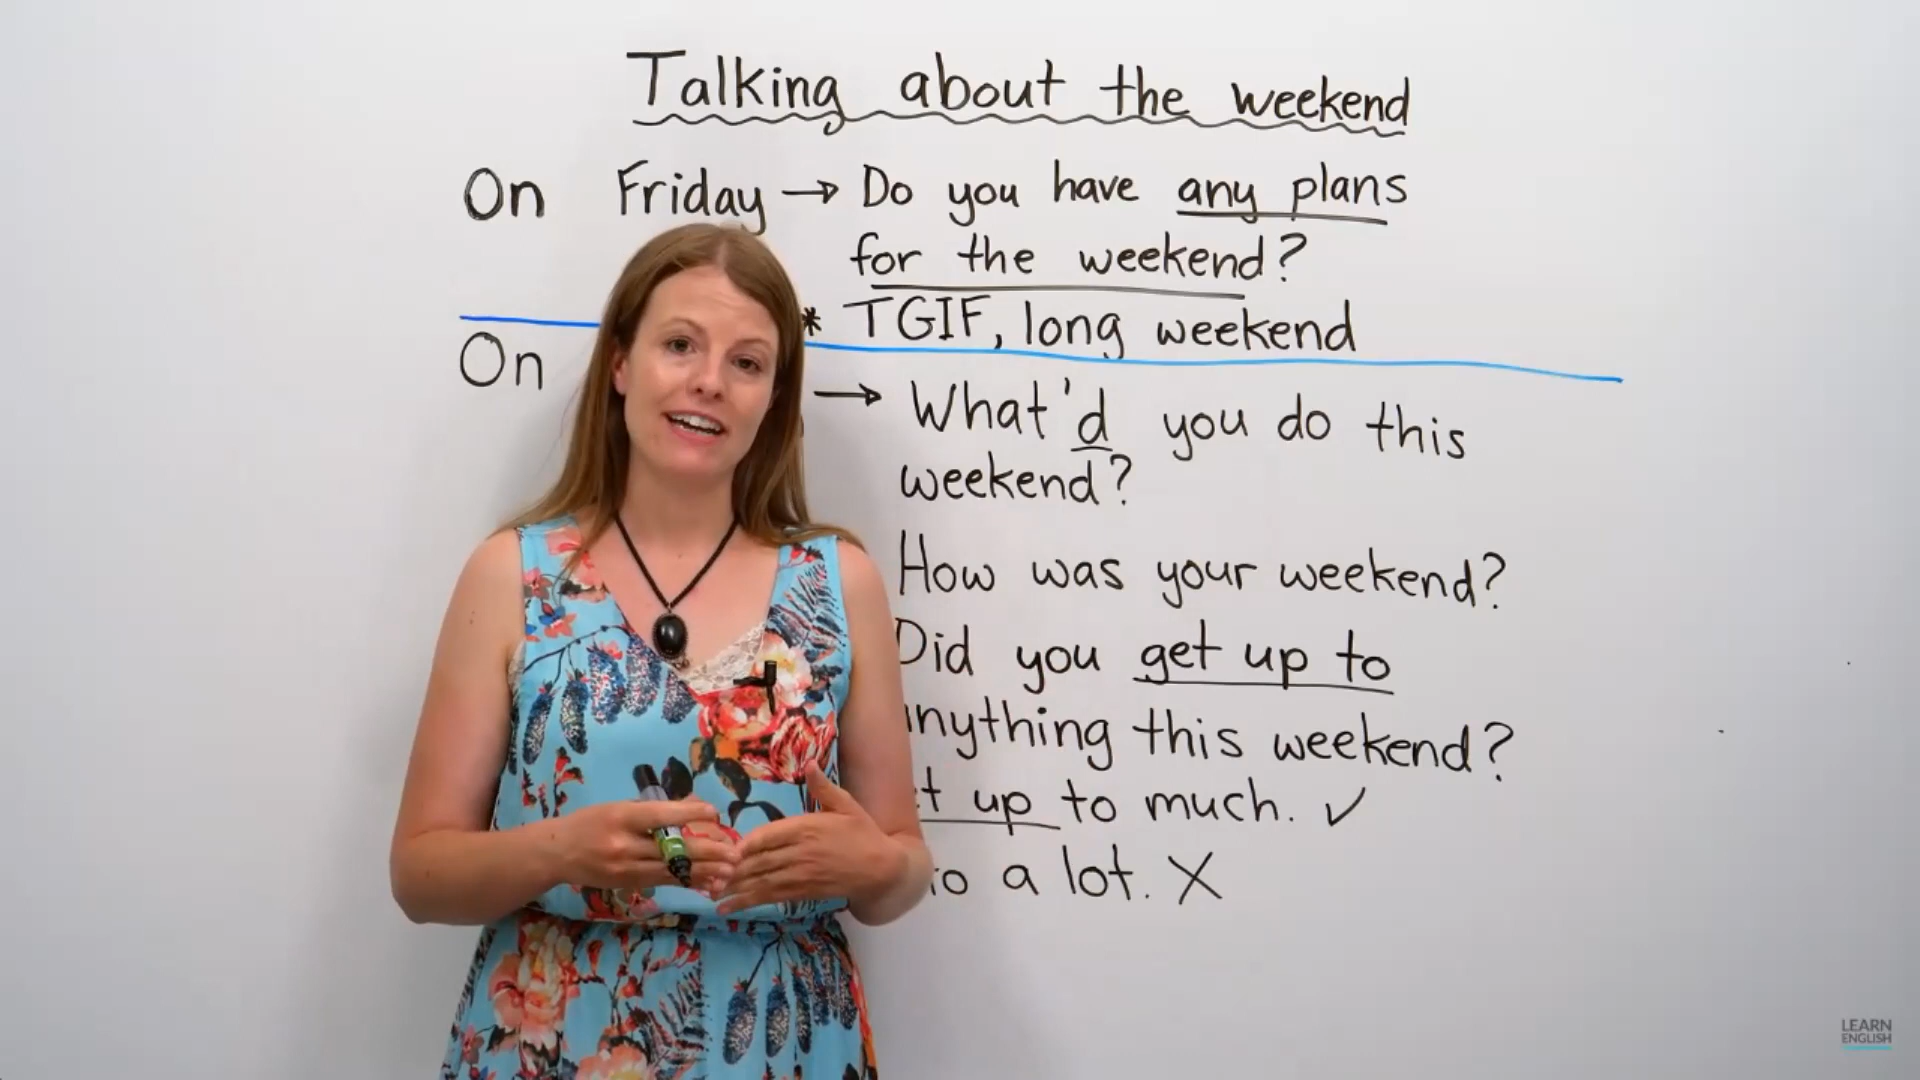 Talking about the weekend
On Friday → Do you have any plans
for the weekend?
* TGIF, long weekend
On → What'd you do this
weekend?
How was your weekend?
Did you get up to
anything this weekend?
up to much. ✓
a lot. X
LEARN
ENGLISH